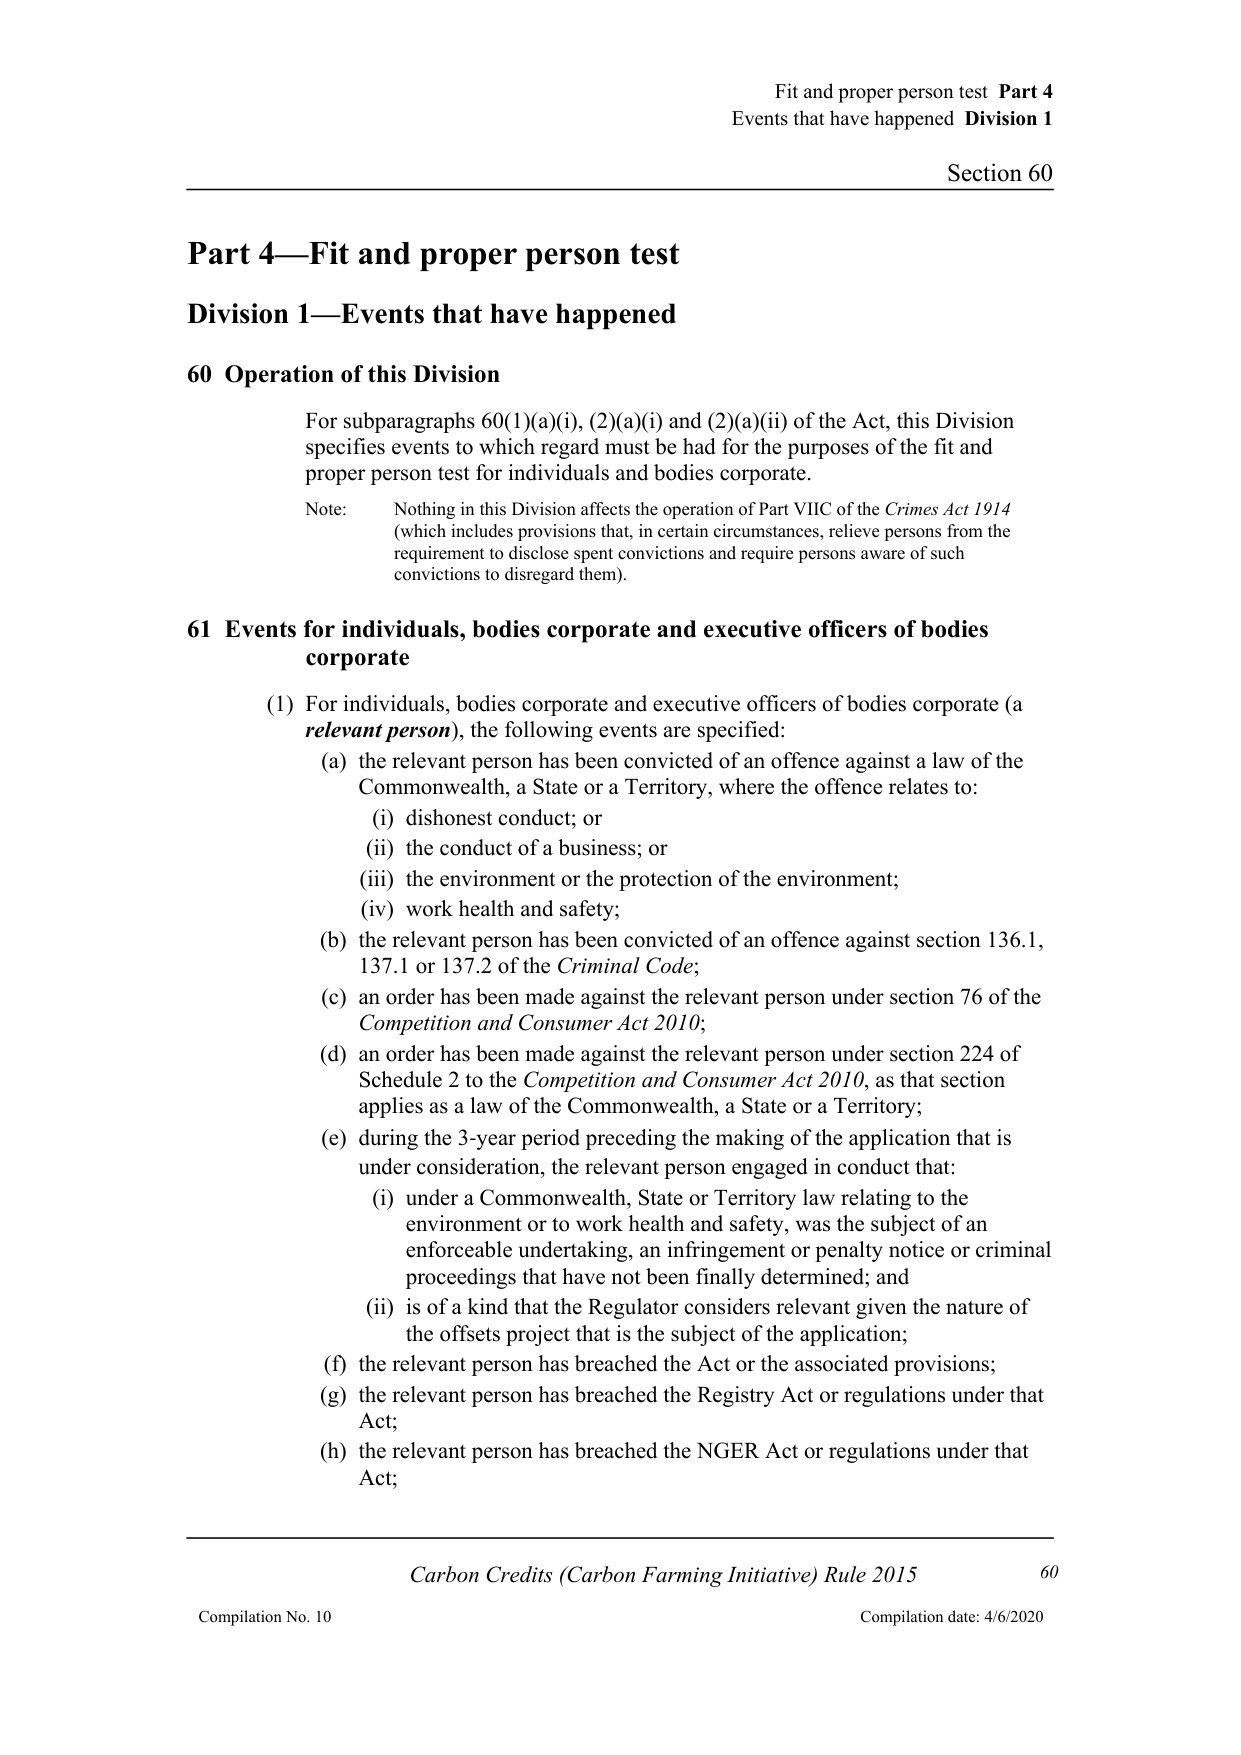 Fit and proper person test Part 4
Events that have happened Division 1
Section 60
Part 4—Fit and proper person test
Division 1—Events that have happened
60 Operation of this Division
For subparagraphs 60(1)(a)(i), (2)(a)(i) and (2)(a)(ii) of the Act, this Division
specifies events to which regard must be had for the purposes of the fit and
proper person test for individuals and bodies corporate.
Note: Nothing in this Division affects the operation of Part VIIC of the Crimes Act 1914
(which includes provisions that, in certain circumstances, relieve persons from the
requirement to disclose spent convictions and require persons aware of such
convictions to disregard them).
61 Events for individuals, bodies corporate and executive officers of bodies
corporate
(1) For individuals, bodies corporate and executive officers of bodies corporate (a
relevant person), the following events are specified:
(a) the relevant person has been convicted of an offence against a law of the
Commonwealth, a State or a Territory, where the offence relates to:
(i) dishonest conduct; or
(ii) the conduct of a business; or
(iii) the environment or the protection of the environment;
(iv) work health and safety;
(b) the relevant person has been convicted of an offence against section 136.1,
137.1 or 137.2 of the Criminal Code;
(c) an order has been made against the relevant person under section 76 of the
Competition and Consumer Act 2010;
(d) an order has been made against the relevant person under section 224 of
Schedule 2 to the Competition and Consumer Act 2010, as that section
applies as a law of the Commonwealth, a State or a Territory;
(e) during the 3-year period preceding the making of the application that is
under consideration, the relevant person engaged in conduct that:
(i) under a Commonwealth, State or Territory law relating to the
environment or to work health and safety, was the subject of an
enforceable undertaking, an infringement or penalty notice or criminal
proceedings that have not been finally determined; and
(ii) is of a kind that the Regulator considers relevant given the nature of
the offsets project that is the subject of the application;
(f) the relevant person has breached the Act or the associated provisions;
(g) the relevant person has breached the Registry Act or regulations under that
Act;
(h) the relevant person has breached the NGER Act or regulations under that
Act;
Carbon Credits (Carbon Farming Initiative) Rule 2015 60
Compilation No. 10 Compilation date: 4/6/2020